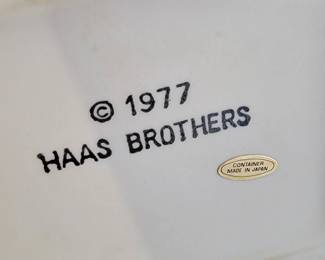 © 1977
HAAS BROTHERS
CONTAINER
MADE IN JAPAN